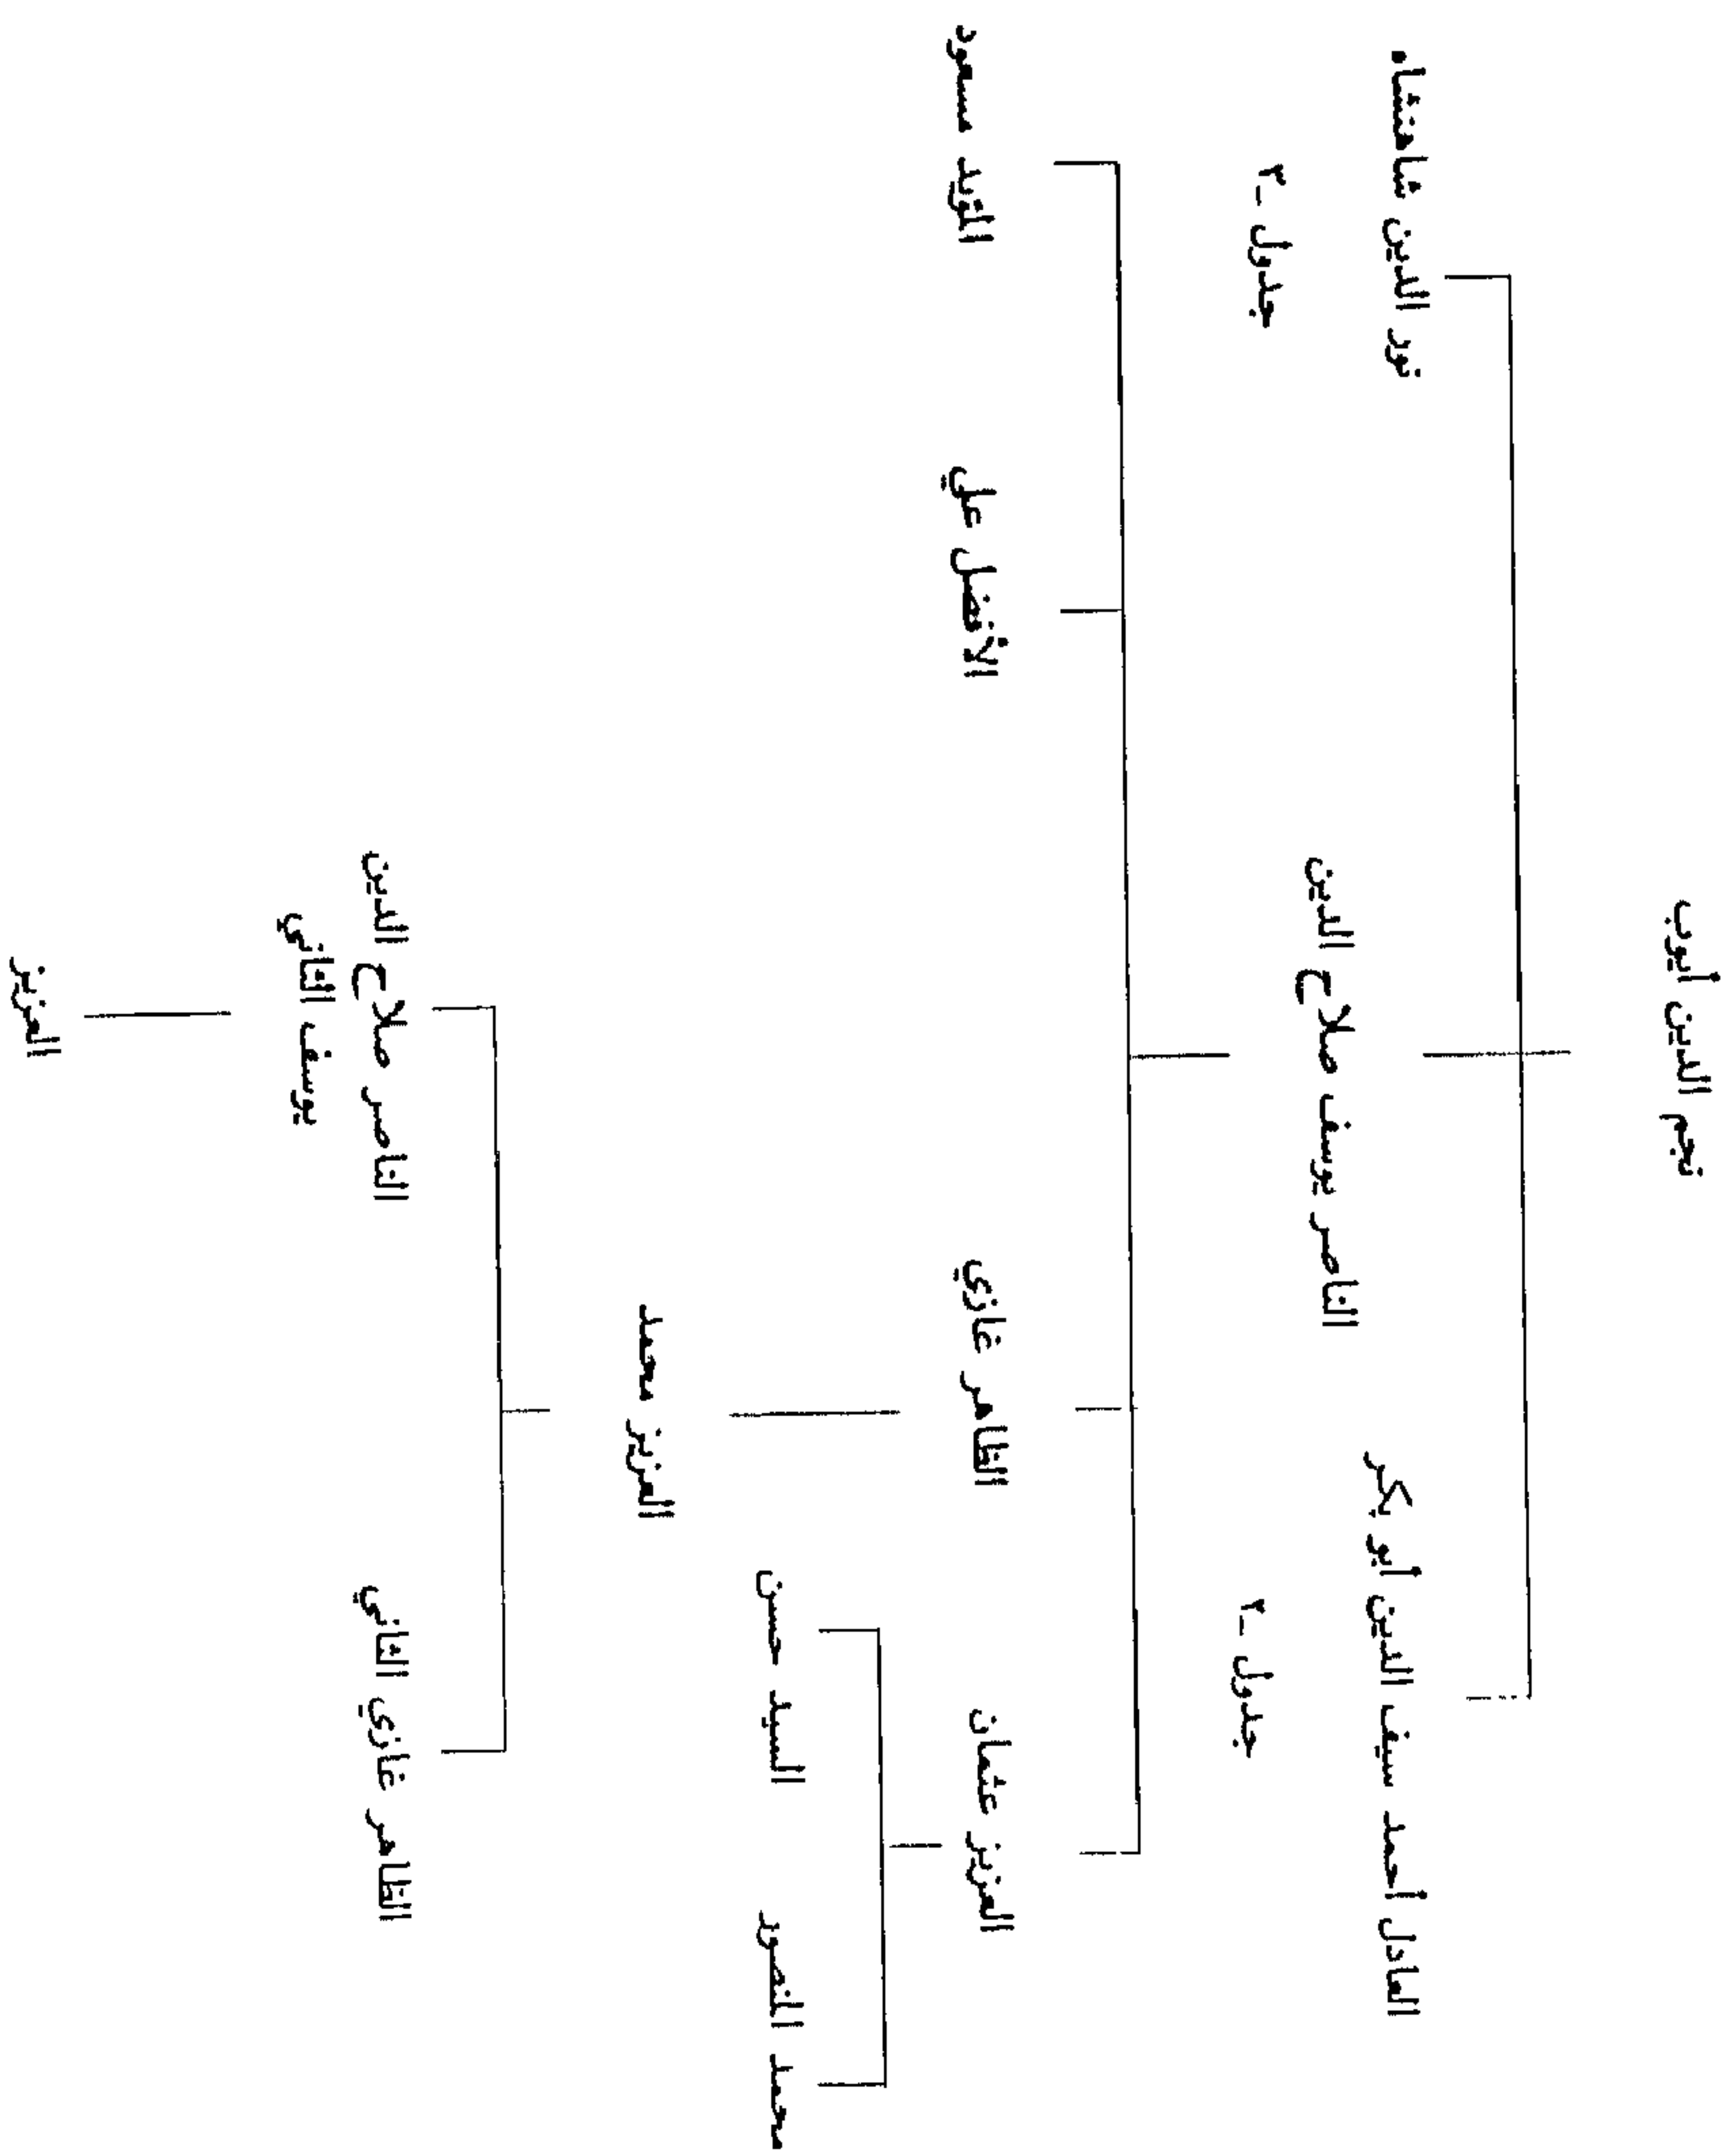 نجم الدين أيوب
العادل أحمد سيف الدين أبو بكر
الناصر يوسف صلاح الدين
نور الدين شاهنشاه
جدول -٢
جدول -٣
العزيز عثمان
الظاهر غازي
الأفضل علي
المؤيد مسعود
محمد المنصور
السيد حسن
العزيز محمد
الظاهر غازي الثاني
الناصر صلاح الدين
يوسف الثاني
العزيز